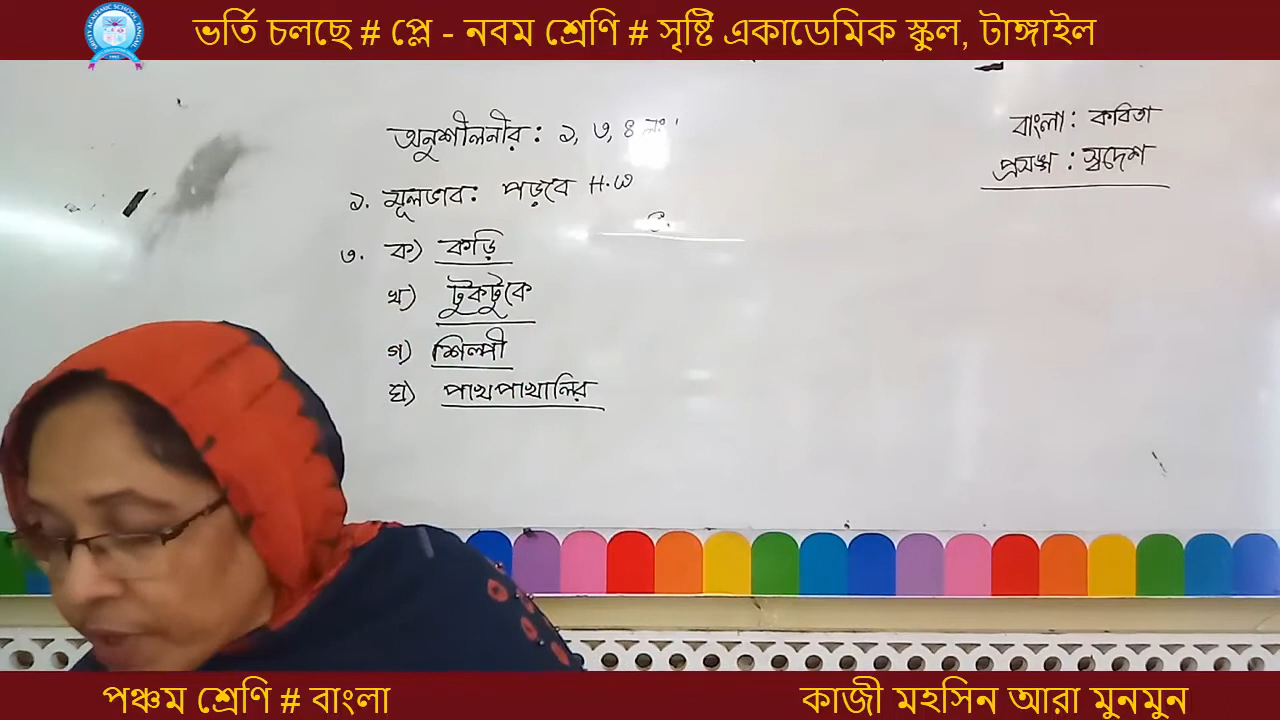 ভর্তি চলছে # প্লে - নবম শ্রেণি # সৃষ্টি একাডেমিক স্কুল, টাঙ্গাইল
বাংলা : কবিতা
প্রসঙ্গ : স্বদেশ
অনুশীলনীর : ১, ৩, ৪ নং
১. মূলভাব : পড়বে H.W
৩. ক) কড়ি
খ) টুকটুকে
গ) শিল্পী
ঘ) পাখপাখালির
পঞ্চম শ্রেণি # বাংলা
কাজী মহসিন আরা মুনমুন